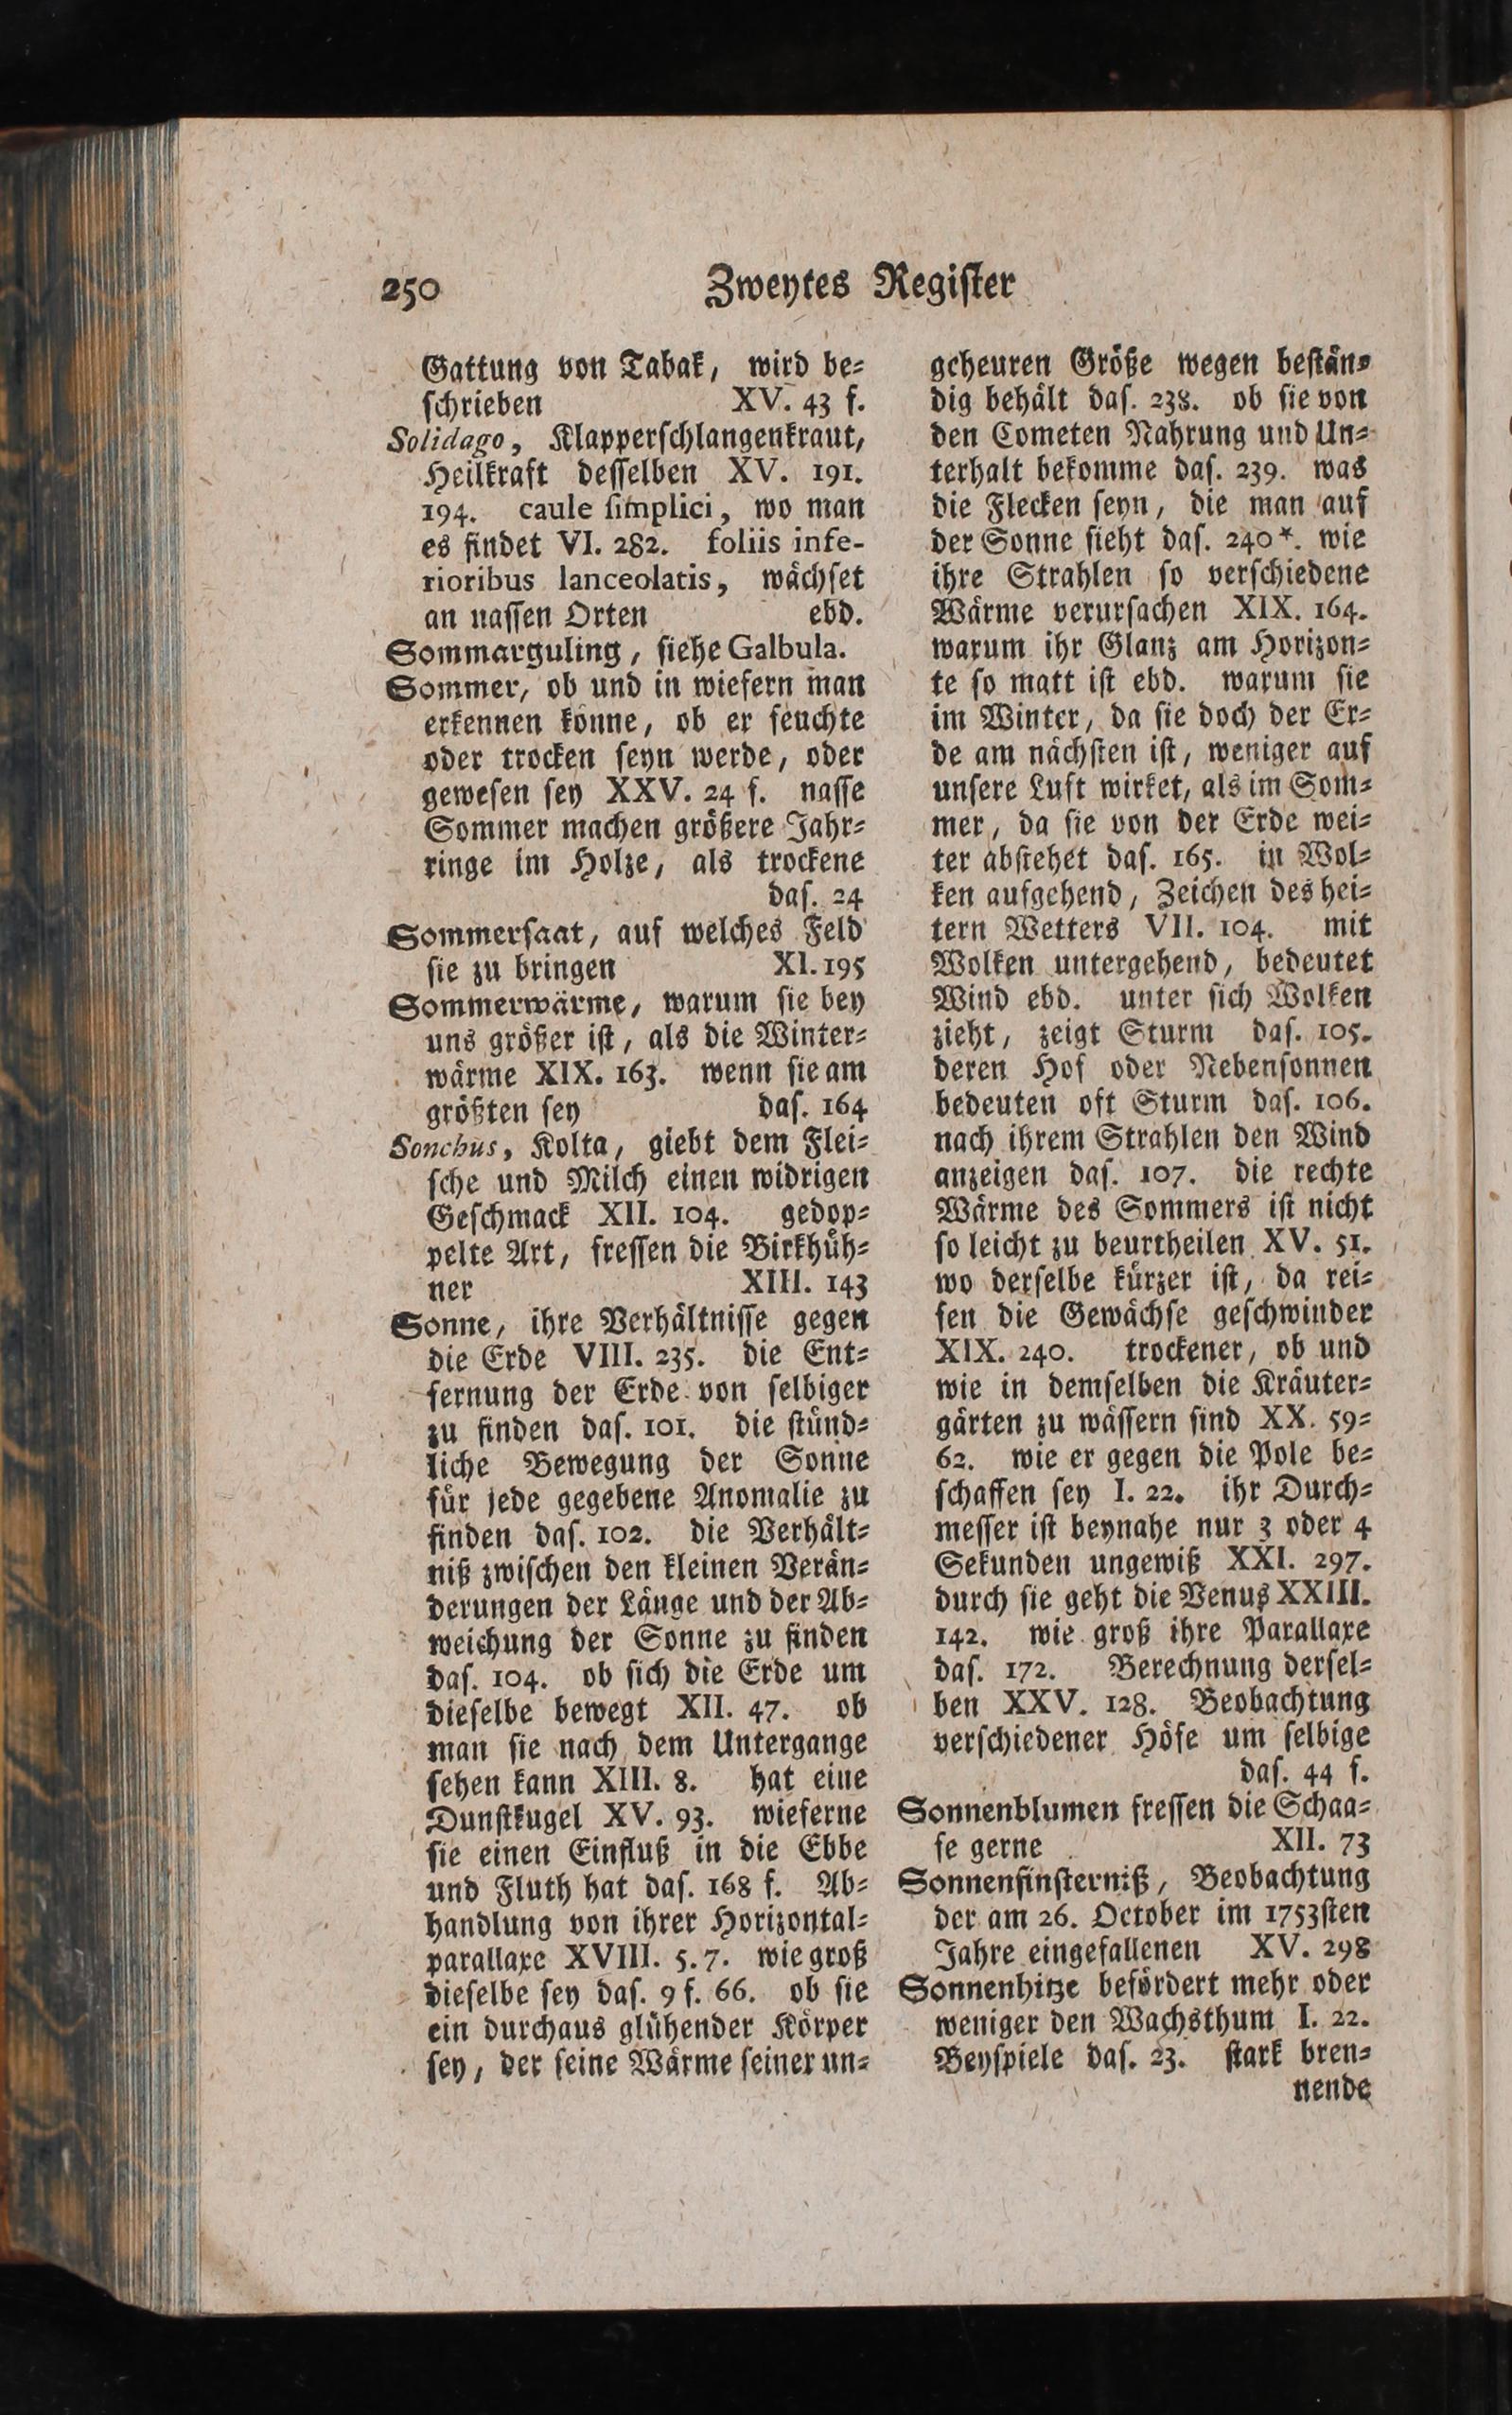 250 Zweytes Regiſter
Gattung von Tabak, wird be⸗
ſchrieben XV. 43 f.
Solidago, Klapperſchlangenkraut,
Heilkraft deſſelben XV. 191.
194. caule ſimplici, wo man
es findet VI. 282. foliis infe-
rioribus lanceolatis, wächſet
an naſſen Orten ebd.
Sommarguling, ſiehe Galbula.
Sommer, ob und in wiefern man
erkennen könne, ob er feuchte
oder trocken ſeyn werde, oder
geweſen ſey XXV. 24 f. naſſe
Sommer machen größere Jahr⸗
ringe im Holze, als trockene
daſ. 24
Sommerſaat, auf welches Feld
ſie zu bringen XI. 195
Sommerwärme, warum ſie bey
uns größer iſt, als die Winter⸗
wärme XIX. 163. wenn ſie am
größten ſey daſ. 164
Sonchus, Kolta, giebt dem Flei⸗
ſche und Milch einen widrigen
Geſchmack XII. 104. gedop⸗
pelte Art, freſſen die Birkhüh⸗
ner XIII. 143
Sonne, ihre Verhältniſſe gegen
die Erde VIII. 235. die Ent⸗
fernung der Erde von ſelbiger
zu finden daſ. 101. die ſtünd⸗
liche Bewegung der Sonne
für jede gegebene Anomalie zu
finden daſ. 102. die Verhält⸗
niß zwiſchen den kleinen Verän⸗
derungen der Länge und der Ab⸗
weichung der Sonne zu finden
daſ. 104. ob ſich die Erde um
dieſelbe bewegt XII. 47. ob
man ſie nach dem Untergange
ſehen kann XIII. 8. hat eine
Dunſtkugel XV. 93. wieferne
ſie einen Einfluß in die Ebbe
und Fluth hat daſ. 168 f. Ab⸗
handlung von ihrer Horizontal⸗
parallaxe XVIII. 5. 7. wie groß
dieſelbe ſey daſ. 9 f. 66. ob ſie
ein durchaus glühender Körper
ſey, der ſeine Wärme ſeiner un⸗
geheuren Größe wegen beſtän⸗
dig behält daſ. 238. ob ſie von
den Cometen Nahrung und Un⸗
terhalt bekomme daſ. 239. was
die Flecken ſeyn, die man auf
der Sonne ſieht daſ. 240*. wie
ihre Strahlen ſo verſchiedene
Wärme verurſachen XIX. 164.
warum ihr Glanz am Horizon⸗
te ſo matt iſt ebd. warum ſie
im Winter, da ſie doch der Er⸗
de am nächſten iſt, weniger auf
unſere Luft wirket, als im Som⸗
mer, da ſie von der Erde wei⸗
ter abſtehet daſ. 165. in Wol⸗
ken aufgehend, Zeichen des hei⸗
tern Wetters VII. 104. mit
Wolken untergehend, bedeutet
Wind ebd. unter ſich Wolken
zieht, zeigt Sturm daſ. 105.
deren Hof oder Nebenſonnen
bedeuten oft Sturm daſ. 106.
nach ihrem Strahlen den Wind
anzeigen daſ. 107. die rechte
Wärme des Sommers iſt nicht
ſo leicht zu beurtheilen XV. 51.
wo derſelbe kürzer iſt, da rei⸗
fen die Gewächſe geſchwinder
XIX. 240. trockener, ob und
wie in demſelben die Kräuter⸗
gärten zu wäſſern ſind XX. 59⸗
62. wie er gegen die Pole be⸗
ſchaffen ſey I. 22. ihr Durch⸗
meſſer iſt beynahe nur 3 oder 4
Sekunden ungewiß XXI. 297.
durch ſie geht die Venus XXIII.
142. wie groß ihre Parallaxe
daſ. 172. Berechnung derſel⸗
ben XXV. 128. Beobachtung
verſchiedener Höfe um ſelbige
daſ. 44 f.
Sonnenblumen freſſen die Schaa⸗
fe gerne XII. 73
Sonnenfinſterniß, Beobachtung
der am 26. October im 1753ſten
Jahre eingefallenen XV. 298
Sonnenhitze befördert mehr oder
weniger den Wachsthum I. 22.
Beyſpiele daſ. 23. ſtark bren⸗
nende